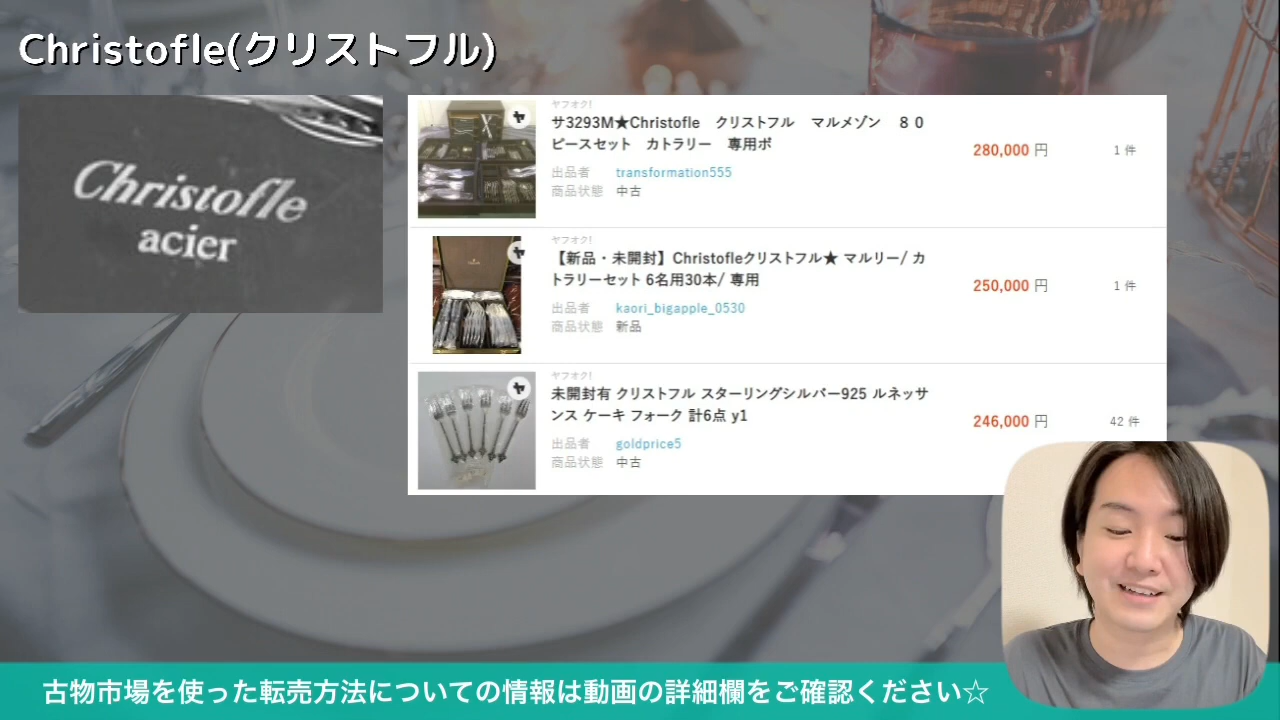 Christofle(クリストフル)
Christofle
acier
ヤフオク!
サ3293M★Christofle　クリストフル　マルメゾン　８０
ピースセット　カトラリー　専用ボ
280,000 円
1 件
出品者 transformation555
商品状態 中古
ヤフオク!
【新品・未開封】Christofleクリストフル★ マルリー/ カ
トラリーセット 6名用30本/ 専用
250,000 円
1 件
出品者 kaori_bigapple_0530
商品状態 新品
ヤフオク!
未開封有 クリストフル スターリングシルバー925 ルネッサ
ンス ケーキ フォーク 計6点 y1
246,000 円
42 件
出品者 goldprice5
商品状態 中古
古物市場を使った転売方法についての情報は動画の詳細欄をご確認ください☆